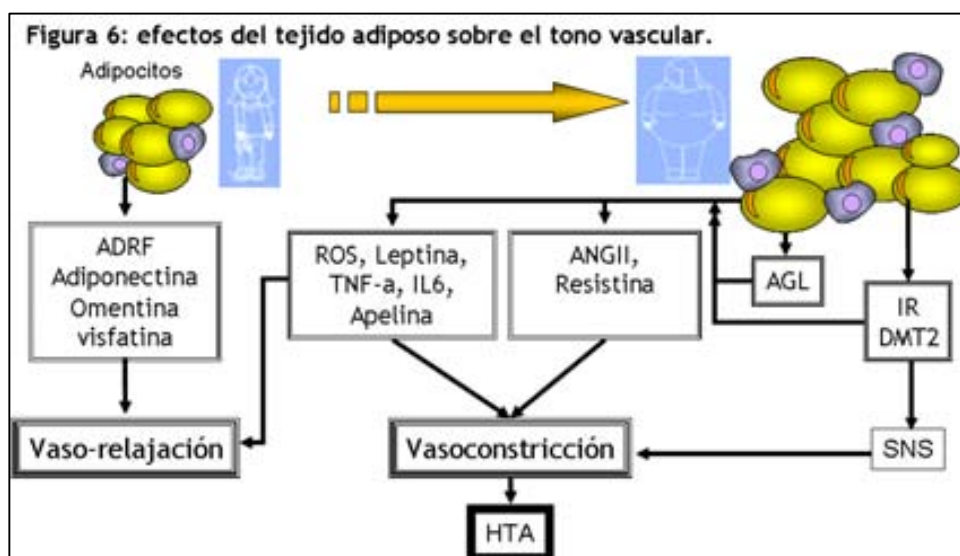 Figura 6: efectos del tejido adiposo sobre el tono vascular.
Adipocitos
ADRF
Adiponectina
Omentina
visfatina
ROS, Leptina,
TNF-a, IL6,
Apelina
ANGII,
Resistina
AGL
IR
DMT2
Vaso-relajación
Vasoconstricción
SNS
HTA